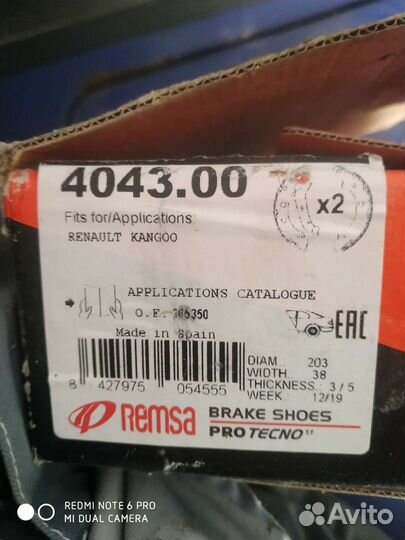 4043.00
Fits for/Applications
RENAULT KANGOO
x2
APPLICATIONS CATALOGUE
O.E.
Made in Spain
EAC
DIAM.. 203
WIDTH. 38
THICKNESS: 3/5
WEEK.: 12/19
8 427975 054555
REMSA
BRAKE SHOES
PRO TECNO
REDMI NOTE 6 PRO
MI DUAL CAMERA
Avito